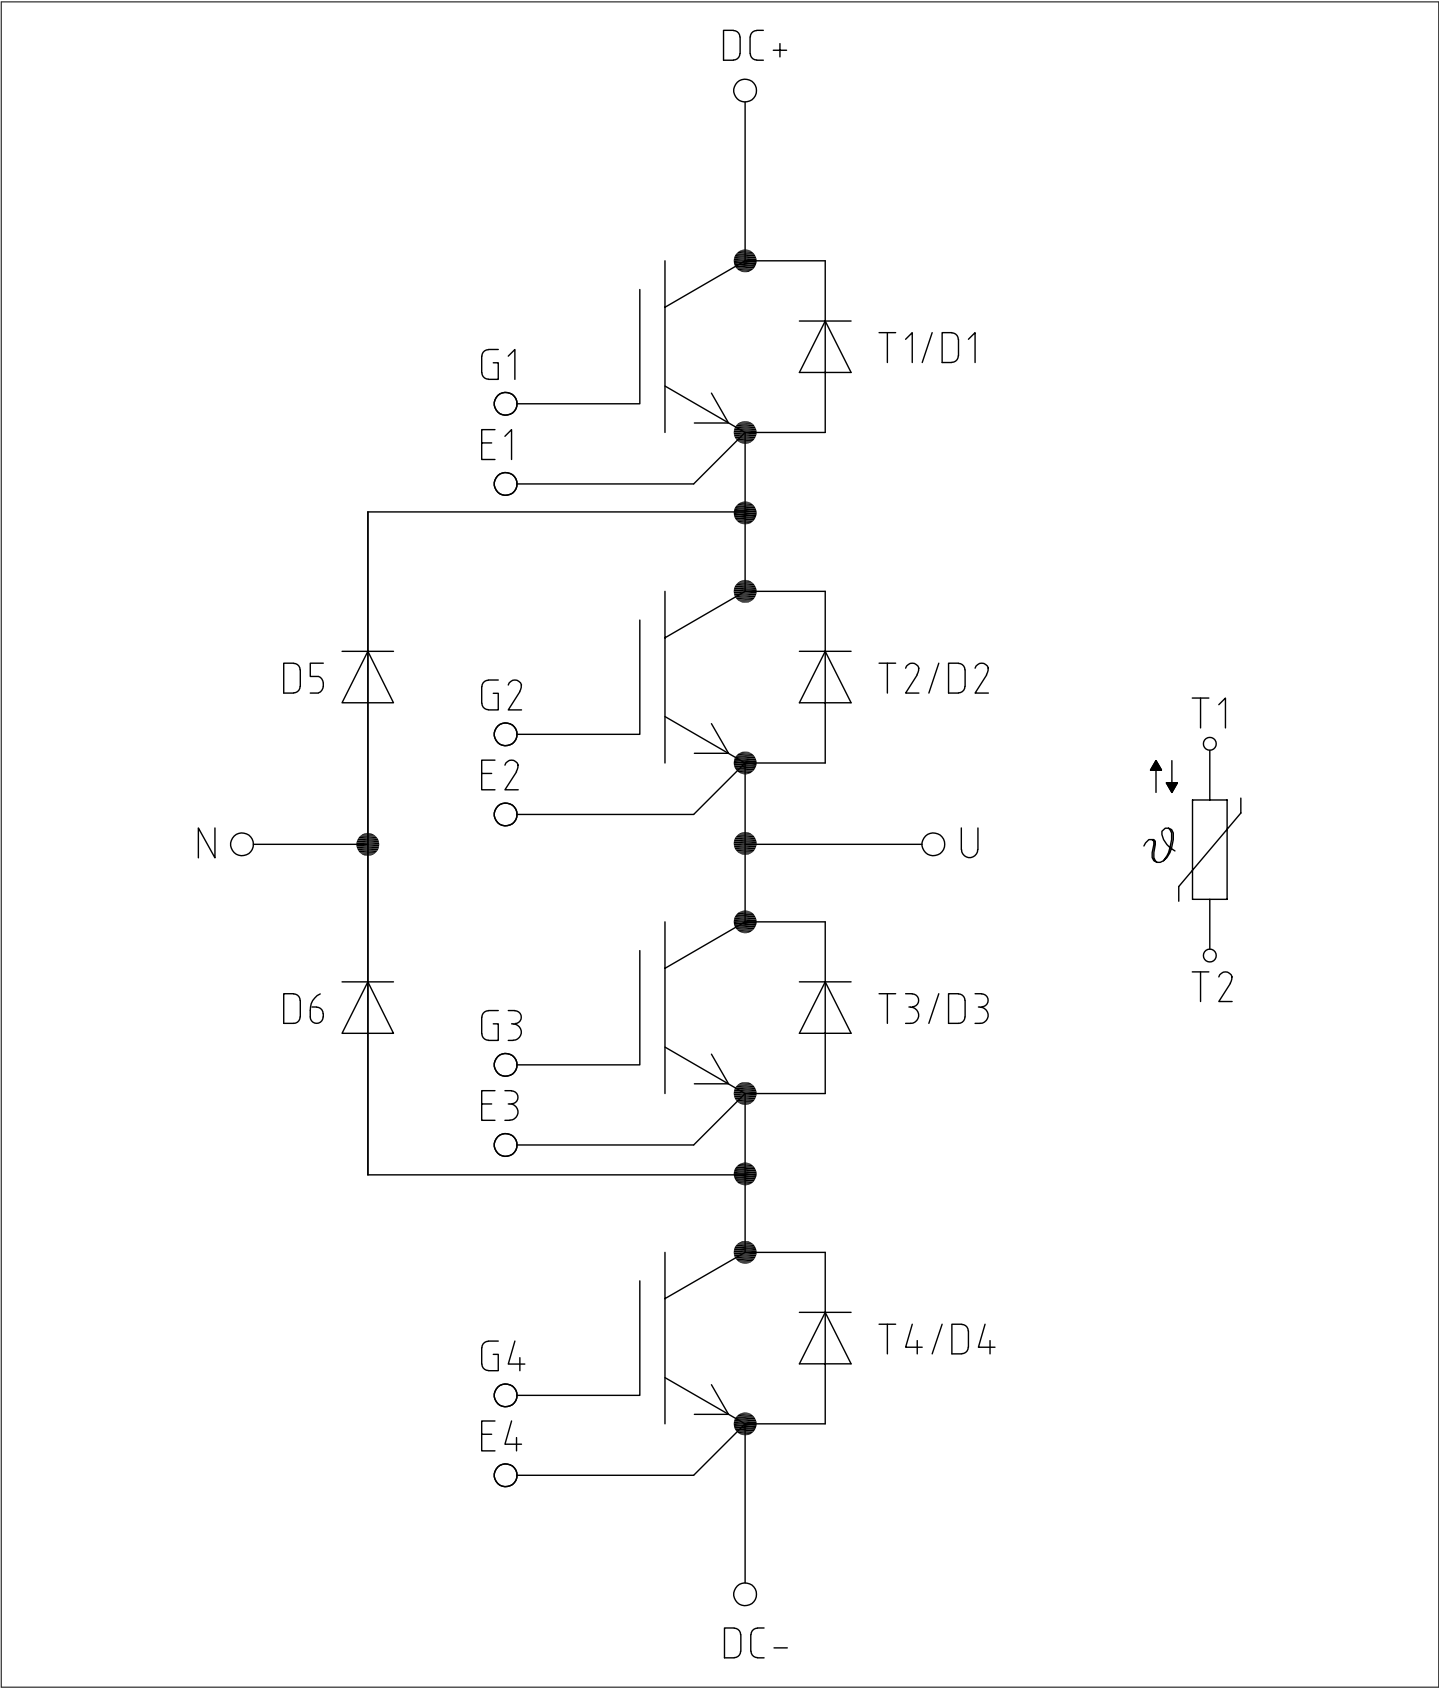 DC+
T1/D1
G1
E1
D5
T2/D2
G2
E2
T1
N
U
ϑ
D6
T3/D3
G3
E3
T2
T4/D4
G4
E4
DC-